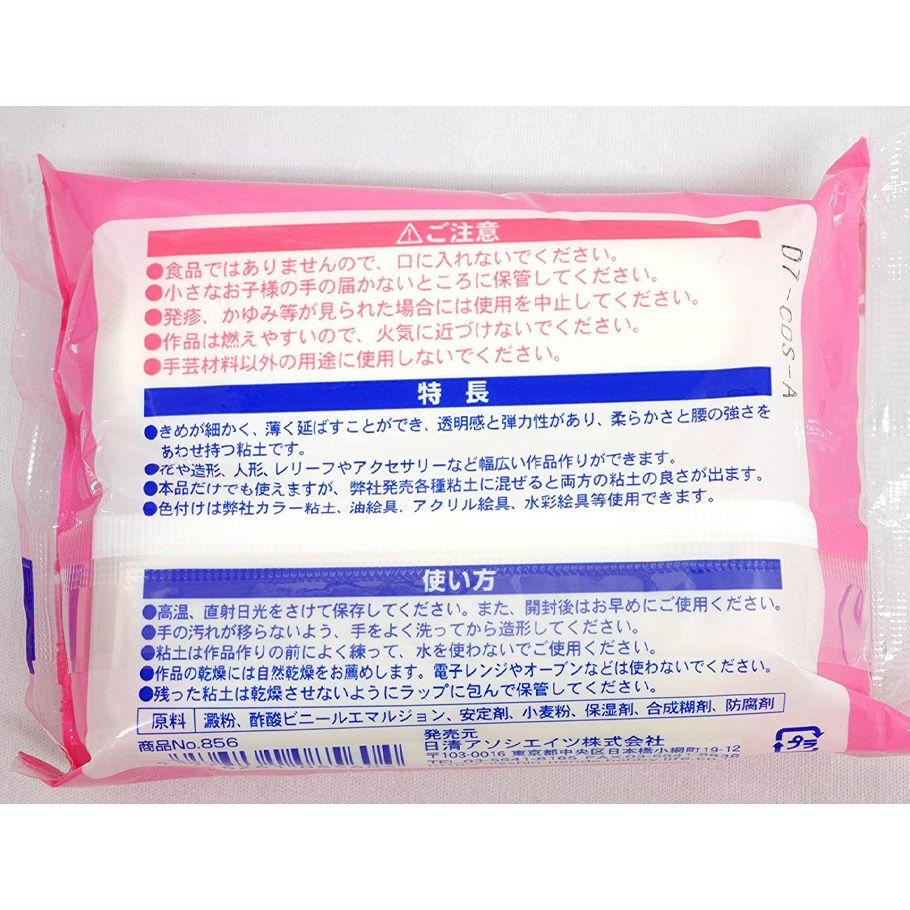 ⚠ご注意
●食品ではありませんので、口に入れないでください。
●小さなお子様の手の届かないところに保管してください。
●発疹、かゆみ等が見られた場合には使用を中止してください。
●作品は燃えやすいので、火気に近づけないでください。
●手芸材料以外の用途に使用しないでください。
特長
●きめが細かく、薄く延ばすことができ、透明感と弾力性があり、柔らかさと腰の強さを
あわせ持つ粘土です。
●花や造形、人形、レリーフやアクセサリーなど幅広い作品作りができます。
●本品だけでも使えますが、弊社発売各種粘土に混ぜると両方の粘土の良さが出ます。
●色付けは弊社カラー粘土、油絵具、アクリル絵具、水彩絵具等使用できます。
使い方
●高温、直射日光をさけて保存してください。また、開封後はお早めにご使用ください。
●手の汚れが移らないよう、手をよく洗ってから造形してください。
●粘土は作品作りの前によく練って、水を使わないでご使用ください。
●作品の乾燥には自然乾燥をお薦めします。電子レンジやオーブンなどは使わないでください。
●残った粘土は乾燥させないようにラップに包んで保管してください。
原料 澱粉、酢酸ビニールエマルジョン、安定剤、小麦粉、保湿剤、合成糊剤、防腐剤
商品No.856
発売元
日清アソシエイツ株式会社
〒103-0016 東京都中央区日本橋小網町19-12
プラ